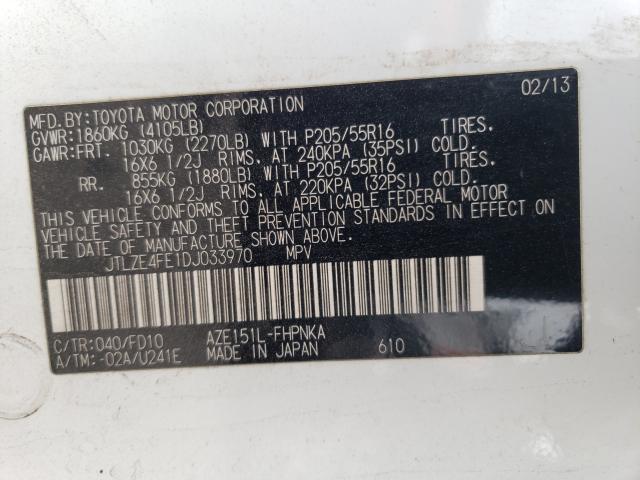 MFD.BY:TOYOTA MOTOR CORPORATION 02/13
GVWR:1860KG (4105LB)
GAWR:FRT. 1030KG (2270LB) WITH P205/55R16 TIRES.
16X6 1/2J RIMS. AT 240KPA (35PSI) COLD.
RR. 855KG (1880LB) WITH P205/55R16 TIRES.
16X6 1/2J RIMS. AT 220KPA (32PSI) COLD.
THIS VEHICLE CONFORMS TO ALL APPLICABLE FEDERAL MOTOR
VEHICLE SAFETY AND THEFT PREVENTION STANDARDS IN EFFECT ON
THE DATE OF MANUFACTURE SHOWN ABOVE.
JTLZE4FE1DJ033970 MPV
C/TR:040/FD10 AZE151L-FHPNKA
A/TM:-02A/U241E MADE IN JAPAN 610